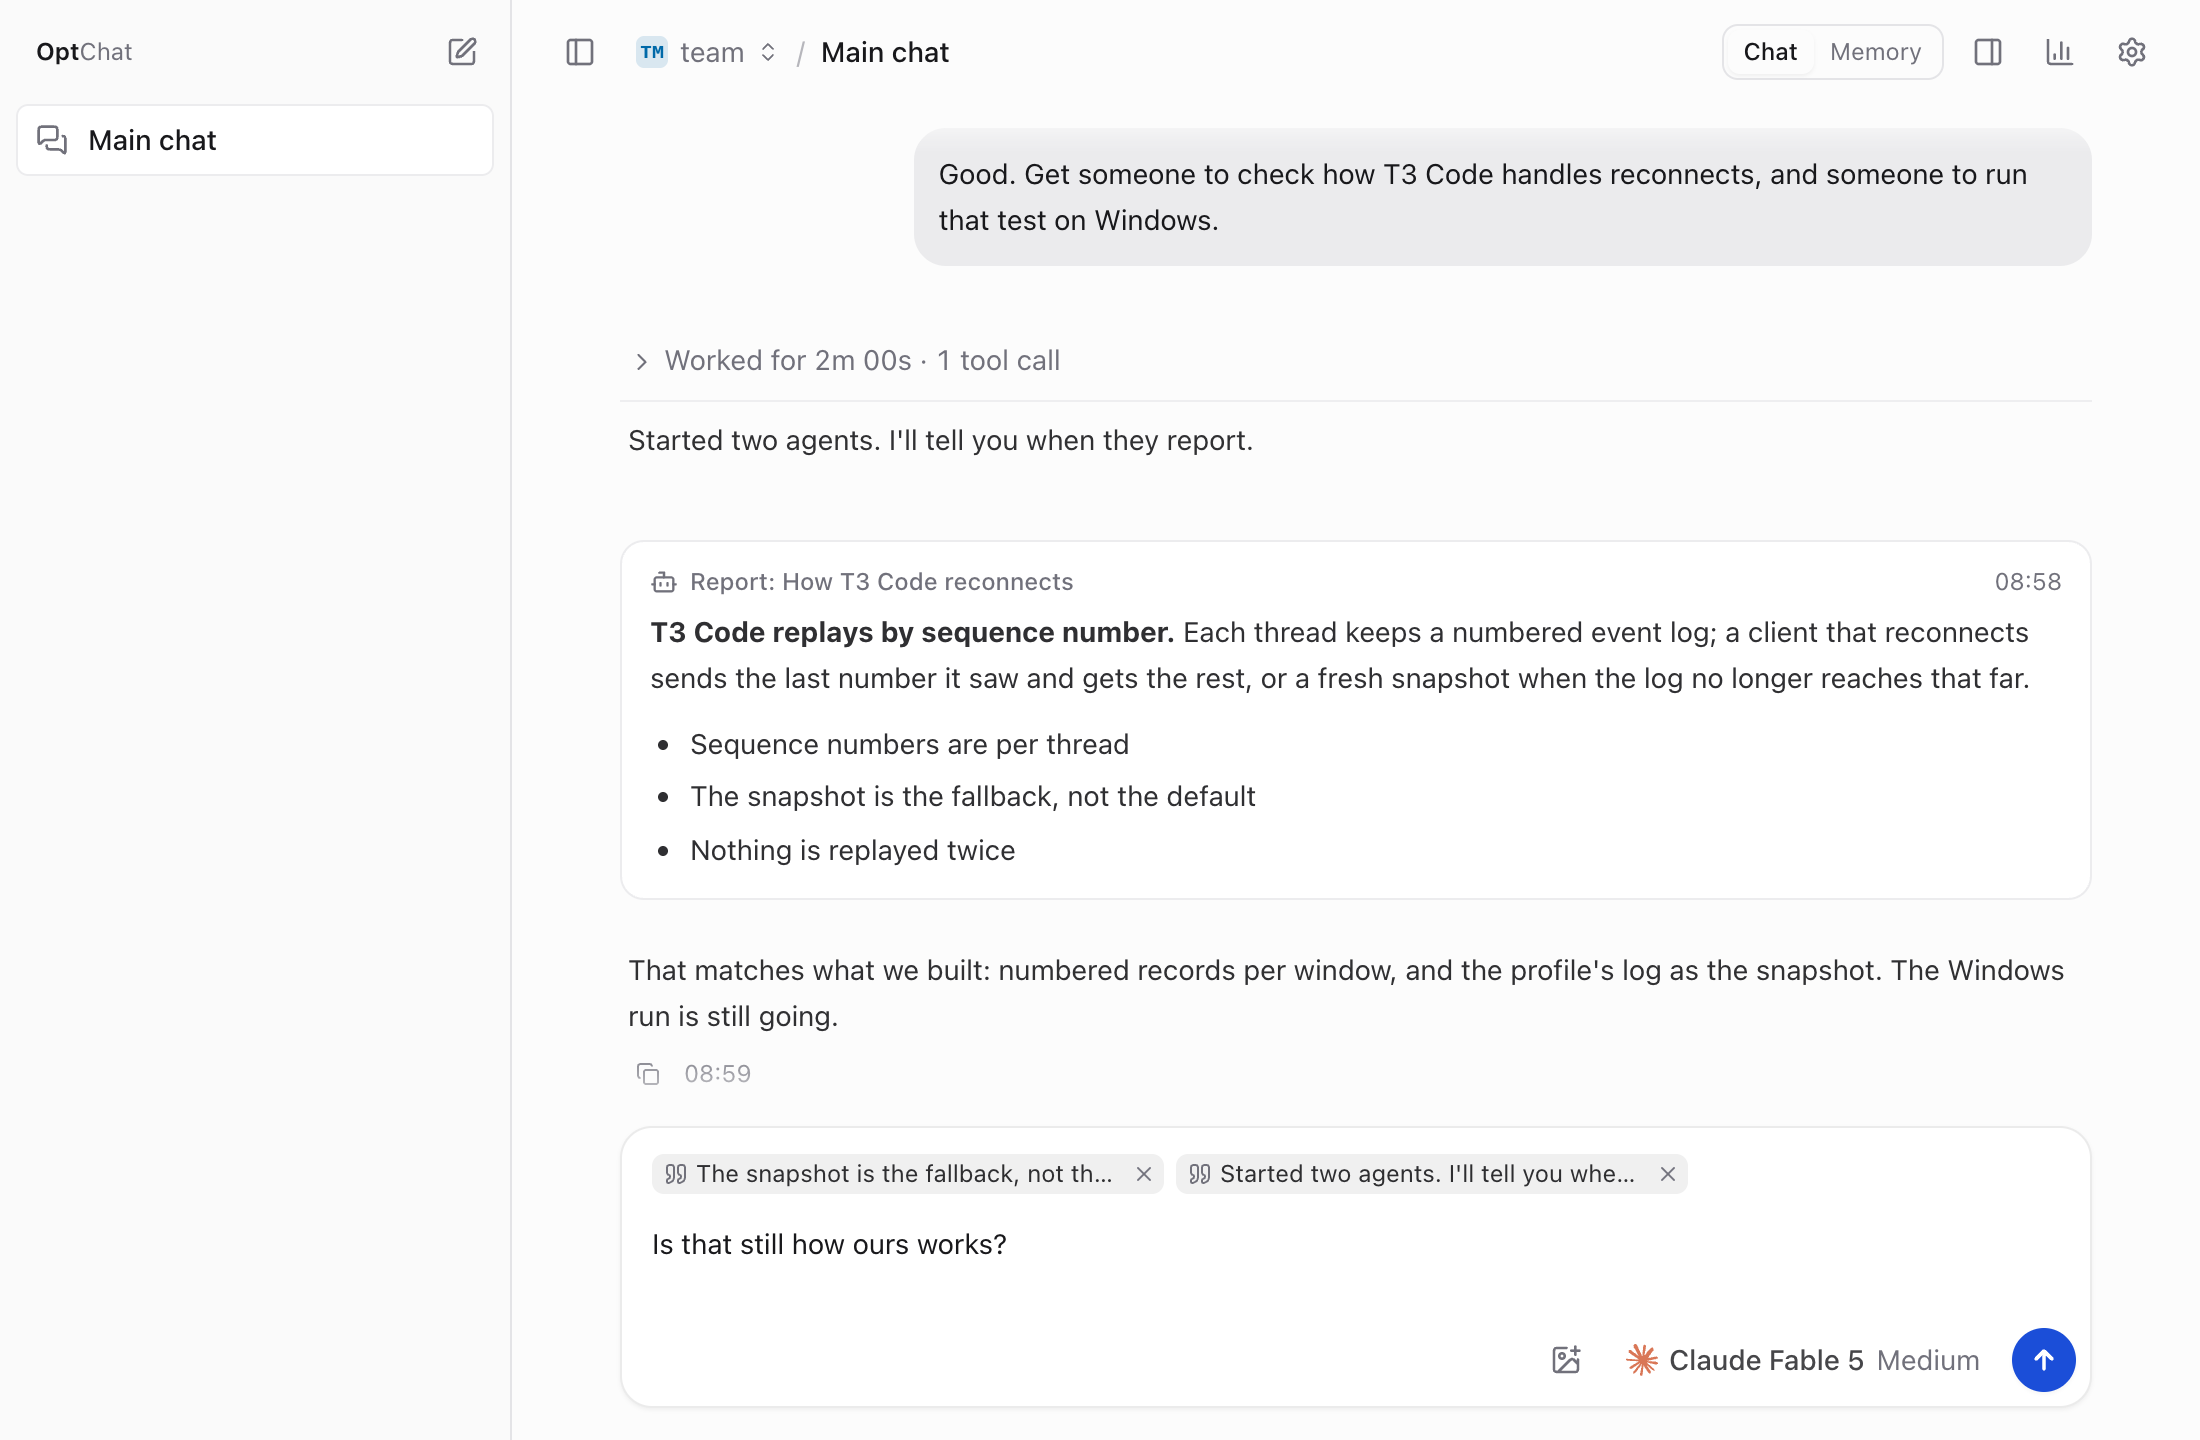 OptChat
TM team / Main chat
Chat Memory
Main chat
Good. Get someone to check how T3 Code handles reconnects, and someone to run
that test on Windows.
Worked for 2m 00s · 1 tool call
Started two agents. I'll tell you when they report.
Report: How T3 Code reconnects 08:58
T3 Code replays by sequence number. Each thread keeps a numbered event log; a client that reconnects
sends the last number it saw and gets the rest, or a fresh snapshot when the log no longer reaches that far.
• Sequence numbers are per thread
• The snapshot is the fallback, not the default
• Nothing is replayed twice
That matches what we built: numbered records per window, and the profile's log as the snapshot. The Windows
run is still going.
08:59
The snapshot is the fallback, not th... Started two agents. I'll tell you whe...
Is that still how ours works?
Claude Fable 5 Medium